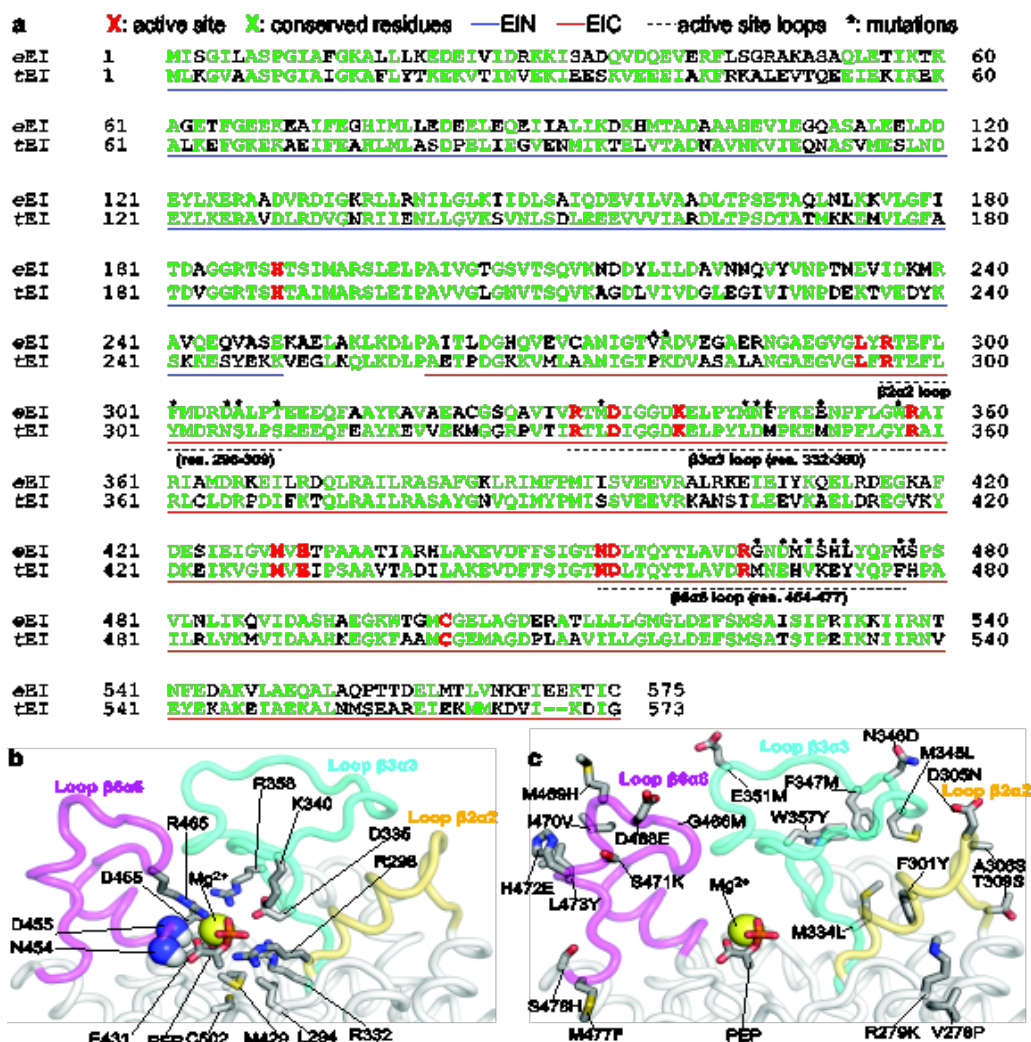 a X: active site X: conserved residues —EIN —EIC ----active site loops *: mutations
eEI 1 MISGILASPGIAFGKALLLKEDEIVIDRKKISADQVDQEVERFLSGRAKASAQLETIKTK 60
tEI 1 MLKGVAASPGIAIGKAFLYTKEKVTINVEKIEESKVEEEIAKFRKALEVTQEEIEKIKEK 60
eEI 61 AGETFGEEKEAIFEGHIMLLEDEELEQEIIALIKDKHMTADAAAHEVIEGQASALEELDD 120
tEI 61 ALKEFGKEKAEIFEAHLMLASDPELIEGVENMIKTELVTADNAVNKVIEQNASVMESLND 120
eEI 121 EYLKERAADVRDIGKRLLRNILGLKTIDLSAIQDEVILVAADLTPSETAQLNLKKVLGFI 180
tEI 121 EYLKERAVDLRDVGNRIIENLLGVKSVNLSDLEEEVVVIARDLTPSDTATMKKEMVLGFA 180
eEI 181 TDAGGRTSHTSIMARSLELPAIVGTGSVTSQVKNDDYLILDAVNNQVYVNPTNEVIDKMR 240
tEI 181 TDVGGRTSHTAIMARSLEIPAVVGLGNVTSQVKAGDLVIVDGLEGIVIVNPDEKTVEDYK 240
eEI 241 AVQEQVASEKAELAKLKDLPAITLDGHQVEVCANIGTVRDVEGAERNGAEGVGLYRTEFL 300
tEI 241 SKKESYEKKVEGLKQLKDLPAETPDGKKVMLAANIGTPKDVASALANGAEGVGLFRTEFL 300
β2α2 loop
eEI 301 FMDRDALPTEEEQFAAYKAVAEACGSQAVIVRTMDIGGDKELPYMNFPKEENPFLGWRAI 360
tEI 301 YMDRNSLPSEEEQFEAYKEVVEKMGGRPVTIRTLDIGGDKELPYLDMPKEMNPFLGYRAI 360
(res. 296-309) β3α3 loop (res. 332-360)
eEI 361 RIAMDRKEILRDQLRAILRASAFGKLRIMFPMIISVEEVRALRKEIEIYKQELRDEGKAF 420
tEI 361 RLCLDRPDIFKTQLRAILRASAYGNVQIMYPMISSVEEVRKANSILEEVKAELDREGVKY 420
eEI 421 DESIEIGVMVETPAAATIARHLAKEVDFFSIGTNDLTQYTLAVDRGNDMISHLYQPMSPS 480
tEI 421 DKEIKVGIMVEIPSAAVTADILAKEVDFFSIGTNDLTQYTLAVDRMNEHVKEYYQPFHPA 480
β6α6 loop (res. 454-477)
eEI 481 VLNLIKQVIDASHAEGKWTGMCGELAGDERATLLLLGMGLDEFSMSAISIPRIKKIIRNT 540
tEI 481 ILRLVKMVIDAAHKEGKFAAMCGEMAGDPLAAVILLGLGLDEFSMSATSIPEIKNIIRNV 540
eEI 541 NFEDAKVLAEQALAQPTTDELMTLVNKFIEEKTIC 575
tEI 541 EYEKAKEIAEKALNMSEAREIEKMMKDVI--KDIG 573
b
Loop β6α6
Loop β3α3
Loop β2α2
R358
K340
R465
D335
Mg2+
R296
D455
N454
E431
PEP
C502
M429
L294
R332
c
Loop β3α3
Loop β6α6
Loop β2α2
N346D
M345L
D305N
M469H
F347M
E351M
I470V
G466M
W357Y
D468E
A306S
T309S
F301Y
H472E
S471K
Mg2+
L473Y
M334L
S478H
M477F
PEP
R279K
V278P